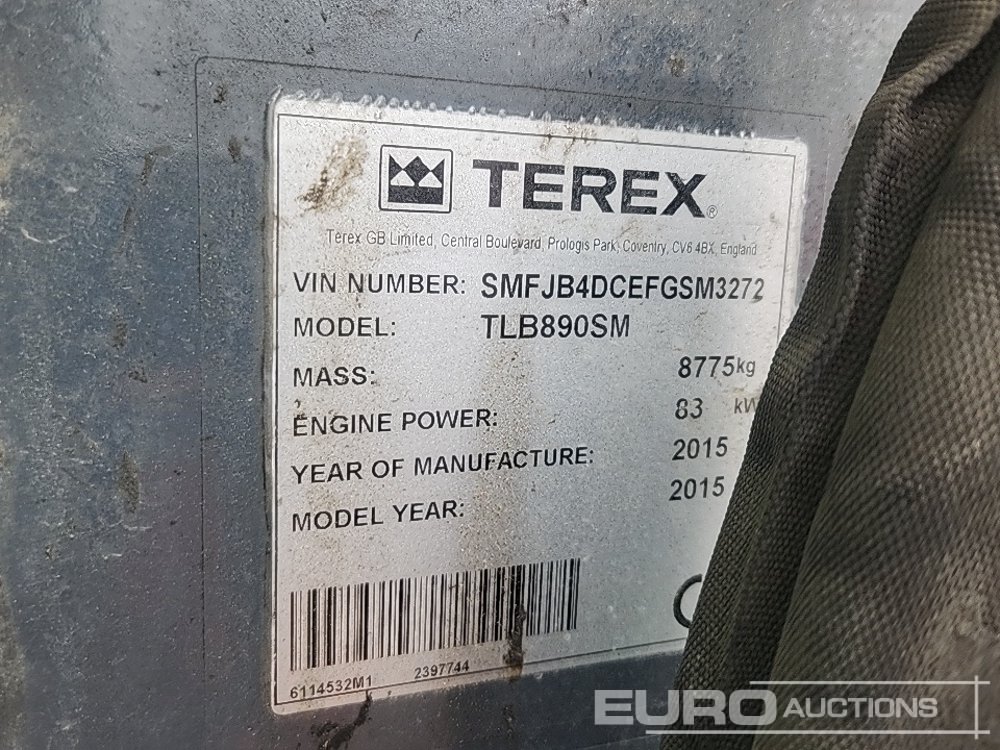 TEREX®
Terex GB Limited, Central Boulevard, Prologis Park, Coventry, CV6 4BX, England
VIN NUMBER: SMFJB4DCEFGSM3272
MODEL: TLB890SM
MASS: 8775kg
ENGINE POWER: 83 kW
YEAR OF MANUFACTURE: 2015
MODEL YEAR: 2015
6114532M1 2397744
EURO AUCTIONS